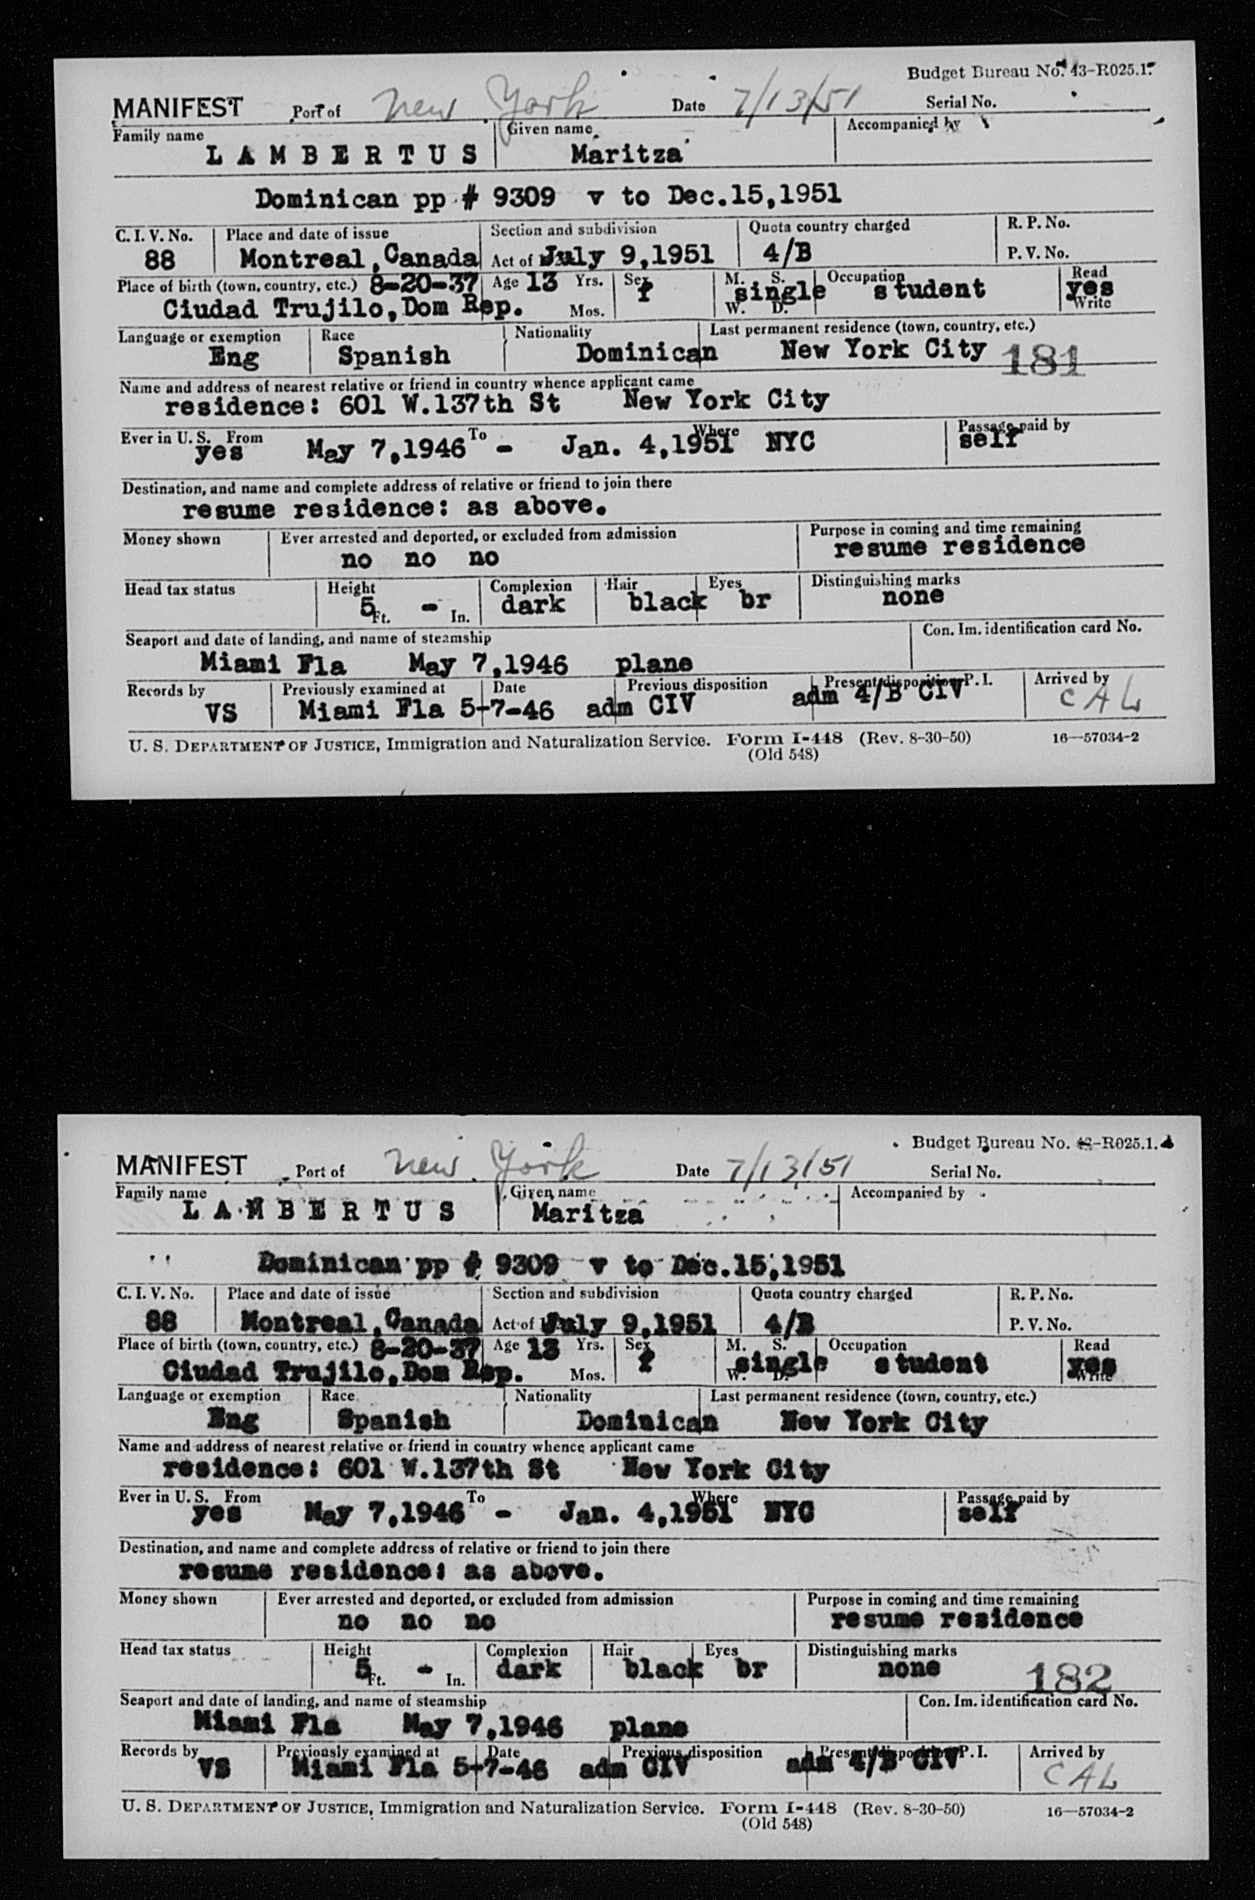 Budget Bureau No. 43-R025.1.
MANIFEST Port of New York Date 7/13/51 Serial No.
Family name Given name Accompanied by
LAMBERTUS Maritza
Dominican pp # 9309 v to Dec.15,1951
C. I. V. No. Place and date of issue Section and subdivision Quota country charged R. P. No.
88 Montreal,Canada Act of July 9,1951 4/B P. V. No.
Place of birth (town, country, etc.) 8-20-37 Age 13 Yrs. Sex f M. S. single W. D. Occupation student Read yes Write
Ciudad Trujilo,Dom Rep. Mos.
Language or exemption Race Nationality Last permanent residence (town, country, etc.)
Eng Spanish Dominican New York City 181
Name and address of nearest relative or friend in country whence applicant came
residence: 601 W.137th St New York City
Ever in U. S. From To Where Passage paid by
yes May 7,1946 - Jan. 4,1951 NYC self
Destination, and name and complete address of relative or friend to join there
resume residence: as above.
Money shown Ever arrested and deported, or excluded from admission Purpose in coming and time remaining
no no no resume residence
Head tax status Height Complexion Hair Eyes Distinguishing marks
5 Ft. - In. dark black br none
Seaport and date of landing, and name of steamship Con. Im. identification card No.
Miami Fla May 7,1946 plane
Records by Previously examined at Date Previous disposition Present disposition P. I. Arrived by
VS Miami Fla 5-7-46 adm CIV adm 4/B CIV CAL
U. S. DEPARTMENT OF JUSTICE, Immigration and Naturalization Service. Form I-448 (Rev. 8-30-50) 16—57034-2
(Old 548)
Budget Bureau No. 43-R025.1.
MANIFEST Port of New York Date 7/13/51 Serial No.
Family name Given name Accompanied by
LAMBERTUS Maritza
Dominican pp # 9309 v to Dec.15,1951
C. I. V. No. Place and date of issue Section and subdivision Quota country charged R. P. No.
88 Montreal,Canada Act of July 9,1951 4/B P. V. No.
Place of birth (town, country, etc.) 8-20-37 Age 13 Yrs. Sex f M. S. single W. D. Occupation student Read yes Write
Ciudad Trujilo,Dom Rep. Mos.
Language or exemption Race Nationality Last permanent residence (town, country, etc.)
Eng Spanish Dominican New York City
Name and address of nearest relative or friend in country whence applicant came
residence: 601 W.137th St New York City
Ever in U. S. From To Where Passage paid by
yes May 7,1946 - Jan. 4,1951 NYC self
Destination, and name and complete address of relative or friend to join there
resume residence: as above.
Money shown Ever arrested and deported, or excluded from admission Purpose in coming and time remaining
no no no resume residence
Head tax status Height Complexion Hair Eyes Distinguishing marks
5 Ft. - In. dark black br none 182
Seaport and date of landing, and name of steamship Con. Im. identification card No.
Miami Fla May 7,1946 plane
Records by Previously examined at Date Previous disposition Present disposition P. I. Arrived by
VS Miami Fla 5-7-46 adm CIV adm 4/B CIV CAL
U. S. DEPARTMENT OF JUSTICE, Immigration and Naturalization Service. Form I-448 (Rev. 8-30-50) 16—57034-2
(Old 548)